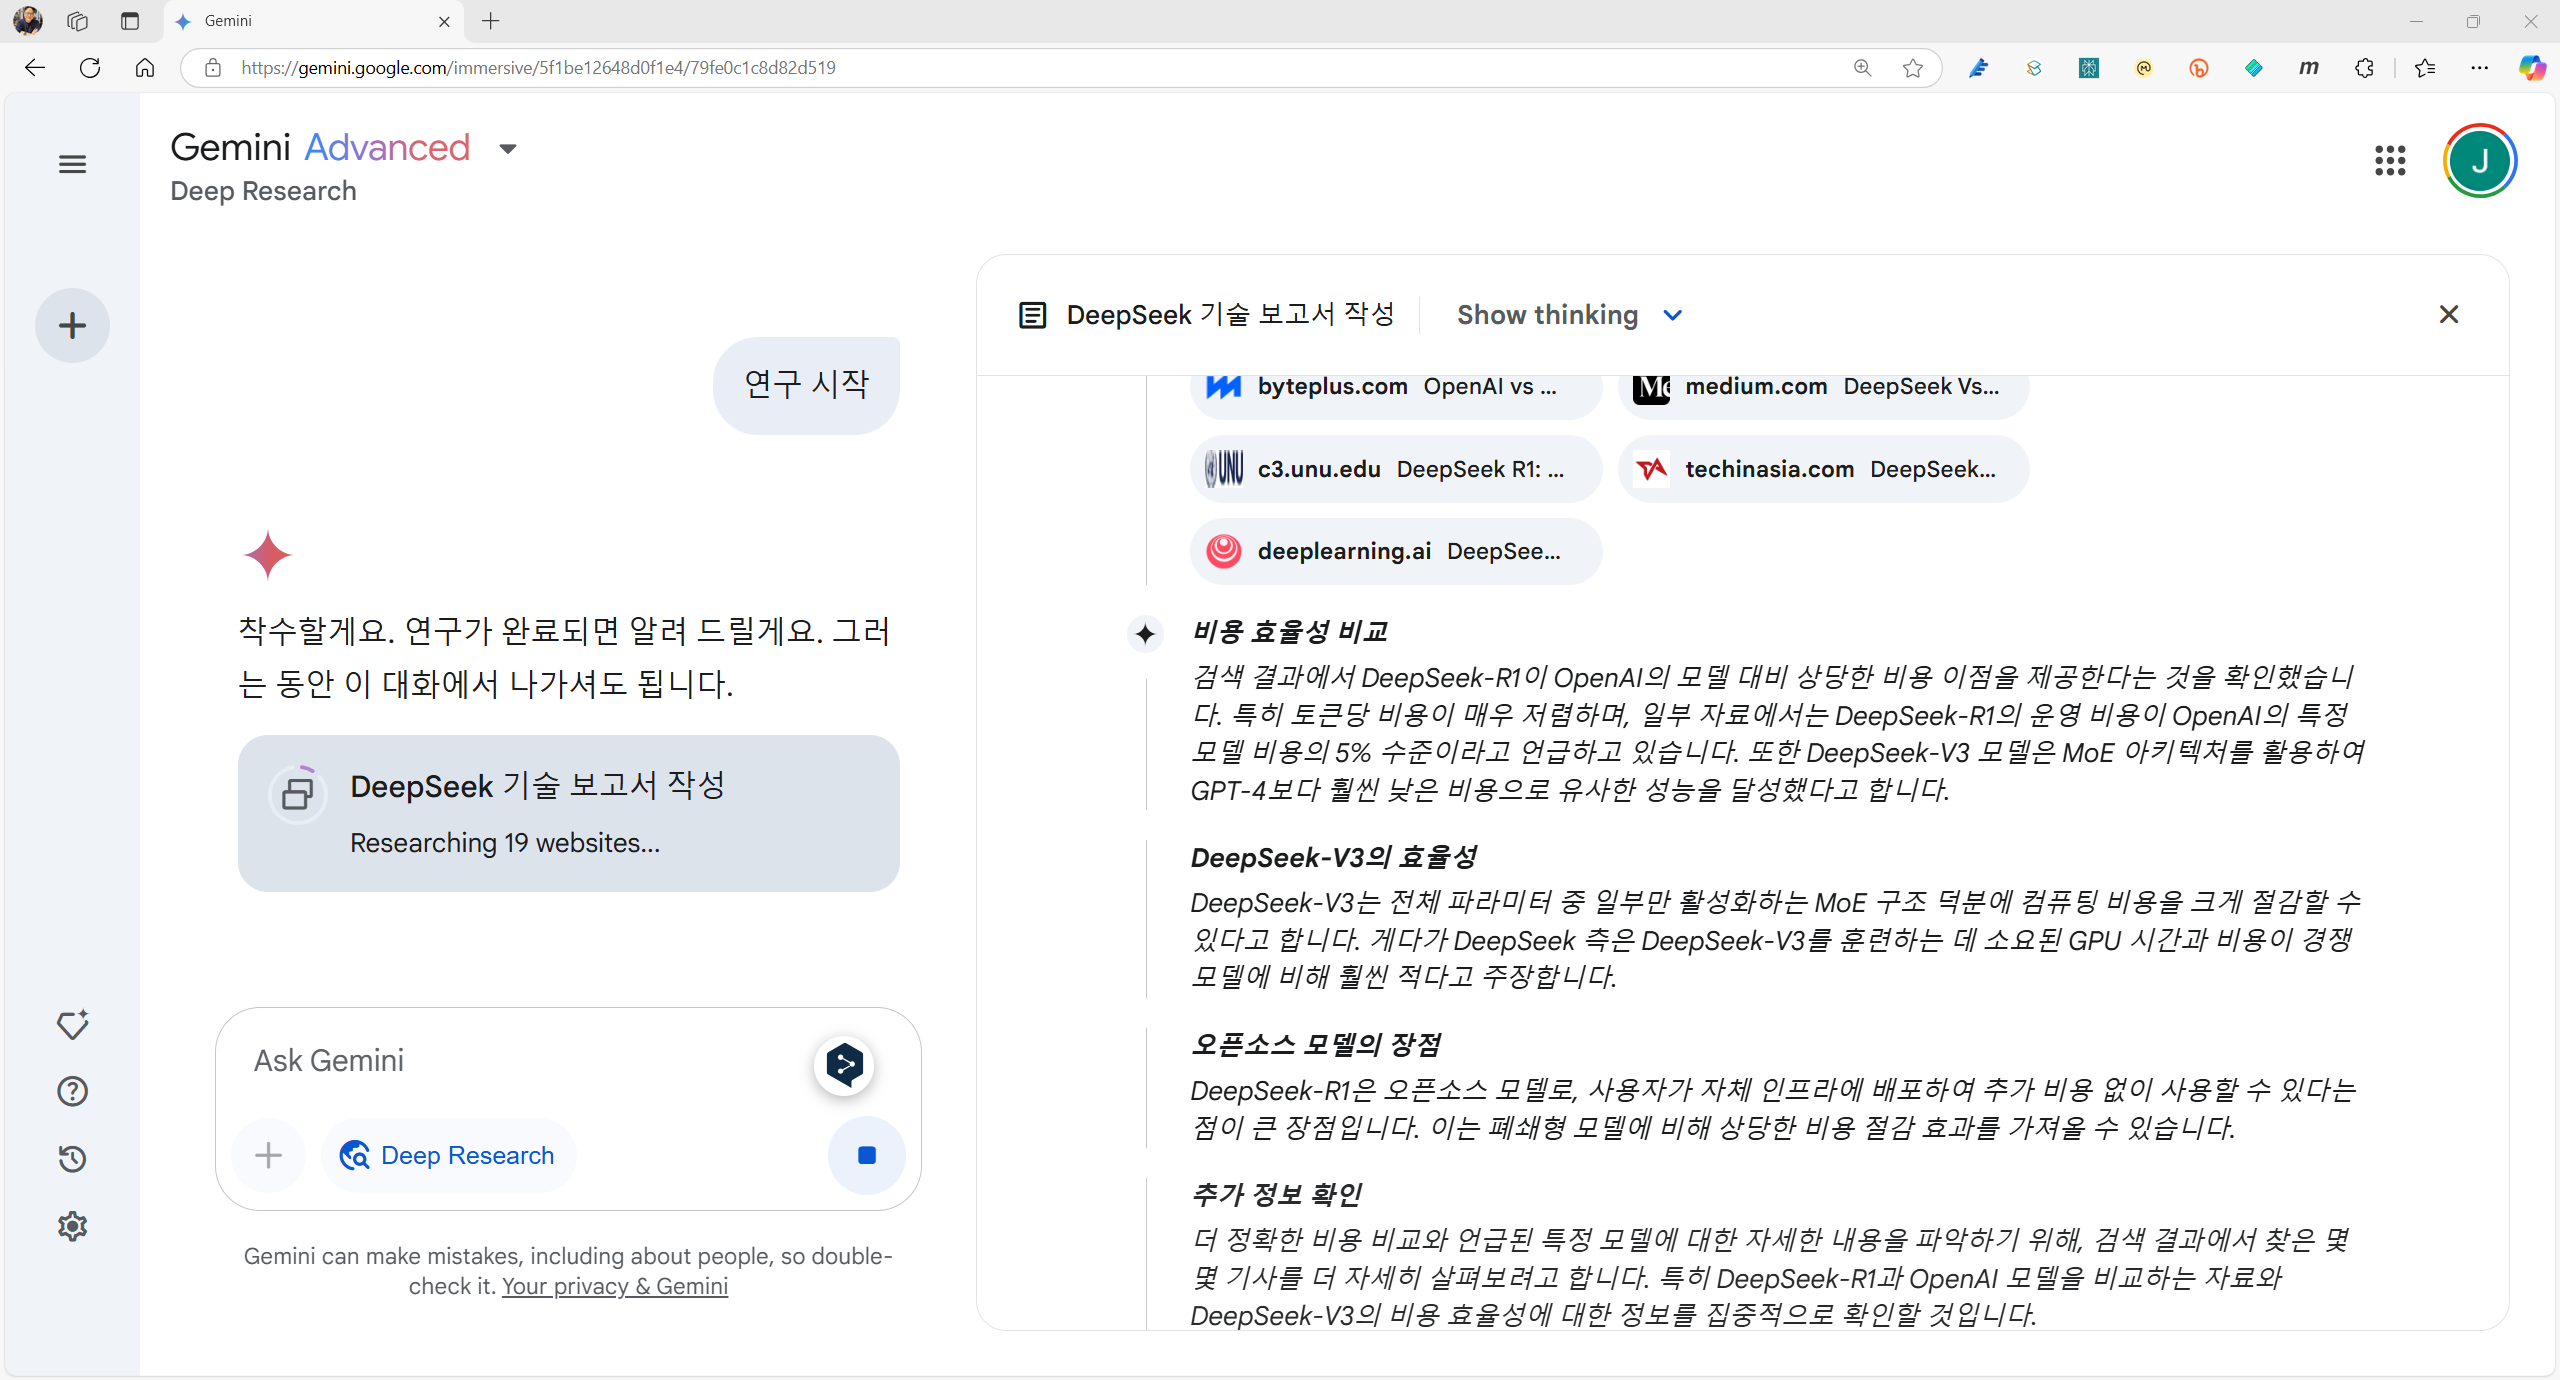 Gemini
https://gemini.google.com/immersive/5f1be12648d0f1e4/79fe0c1c8d82d519
Gemini Advanced
Deep Research
J
연구 시작
착수할게요. 연구가 완료되면 알려 드릴게요. 그러
는 동안 이 대화에서 나가셔도 됩니다.
DeepSeek 기술 보고서 작성
Researching 19 websites...
Ask Gemini
Deep Research
Gemini can make mistakes, including about people, so double-
check it. Your privacy & Gemini
DeepSeek 기술 보고서 작성
Show thinking
byteplus.com OpenAI vs ...
medium.com DeepSeek Vs...
UNU c3.unu.edu DeepSeek R1: ...
techinasia.com DeepSeek...
deeplearning.ai DeepSee...
비용 효율성 비교
검색 결과에서 DeepSeek-R1이 OpenAI의 모델 대비 상당한 비용 이점을 제공한다는 것을 확인했습니
다. 특히 토큰당 비용이 매우 저렴하며, 일부 자료에서는 DeepSeek-R1의 운영 비용이 OpenAI의 특정
모델 비용의 5% 수준이라고 언급하고 있습니다. 또한 DeepSeek-V3 모델은 MoE 아키텍처를 활용하여
GPT-4보다 훨씬 낮은 비용으로 유사한 성능을 달성했다고 합니다.
DeepSeek-V3의 효율성
DeepSeek-V3는 전체 파라미터 중 일부만 활성화하는 MoE 구조 덕분에 컴퓨팅 비용을 크게 절감할 수
있다고 합니다. 게다가 DeepSeek 측은 DeepSeek-V3를 훈련하는 데 소요된 GPU 시간과 비용이 경쟁
모델에 비해 훨씬 적다고 주장합니다.
오픈소스 모델의 장점
DeepSeek-R1은 오픈소스 모델로, 사용자가 자체 인프라에 배포하여 추가 비용 없이 사용할 수 있다는
점이 큰 장점입니다. 이는 폐쇄형 모델에 비해 상당한 비용 절감 효과를 가져올 수 있습니다.
추가 정보 확인
더 정확한 비용 비교와 언급된 특정 모델에 대한 자세한 내용을 파악하기 위해, 검색 결과에서 찾은 몇
몇 기사를 더 자세히 살펴보려고 합니다. 특히 DeepSeek-R1과 OpenAI 모델을 비교하는 자료와
DeepSeek-V3의 비용 효율성에 대한 정보를 집중적으로 확인할 것입니다.